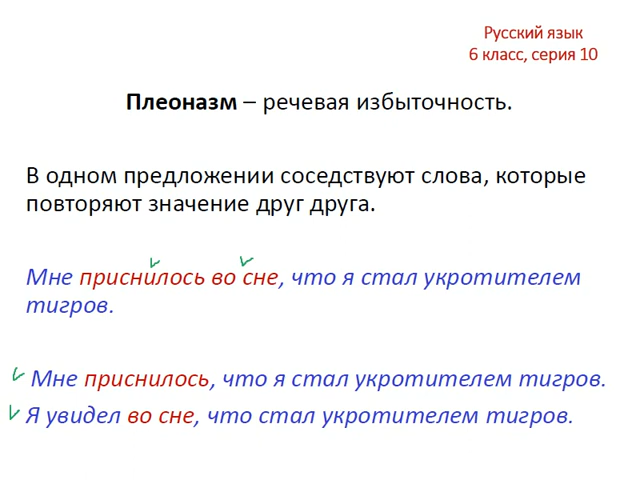 Русский язык
6 класс, серия 10
Плеоназм – речевая избыточность.
В одном предложении соседствуют слова, которые
повторяют значение друг друга.
Мне приснилось во сне, что я стал укротителем
тигров.
Мне приснилось, что я стал укротителем тигров.
Я увидел во сне, что стал укротителем тигров.